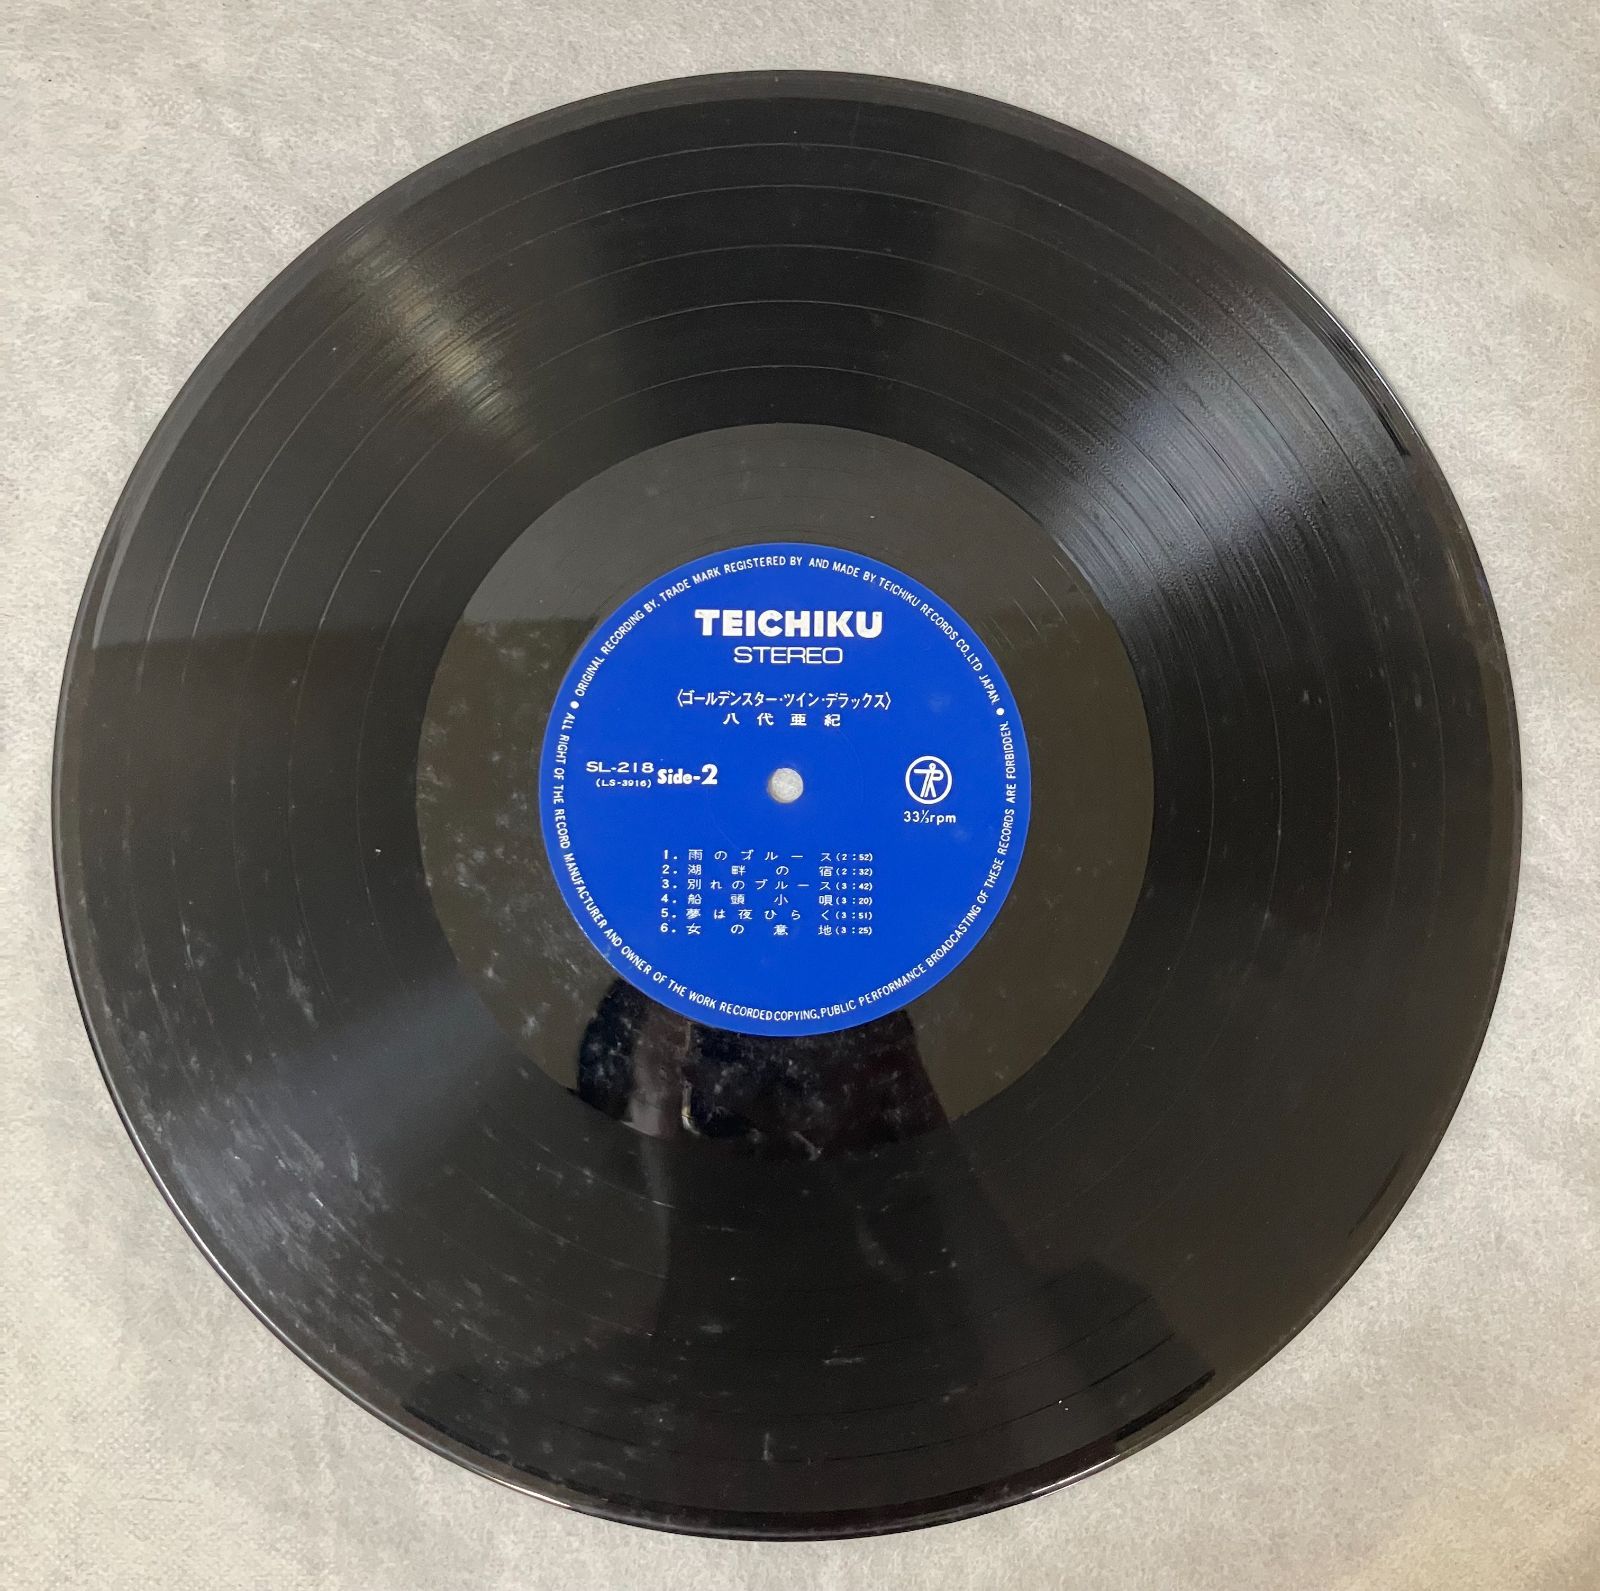 ● ORIGINAL RECORDING BY, TRADE MARK REGISTERED BY AND MADE BY TEICHIKU RECORDS CO.,LTD JAPAN ●
TEICHIKU
STEREO
〈ゴールデンスター・ツイン・デラックス〉
八代亜紀
SL-218 Side-2
(LS-3916)
33⅓rpm
1. 雨のブルース(2:52)
2. 湖畔の宿(2:32)
3. 別れのブルース(3:42)
4. 船頭小唄(3:20)
5. 夢は夜ひらく(3:51)
6. 女の意地(3:25)
ALL RIGHT OF THE RECORD MANUFACTURER AND OWNER OF THE WORK RECORDED COPYING, PUBLIC PERFORMANCE BROADCASTING OF THESE RECORDS ARE FORBIDDEN.